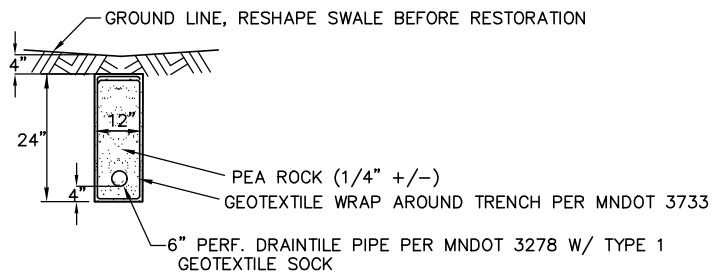 GROUND LINE, RESHAPE SWALE BEFORE RESTORATION
4"
12"
24"
4"
PEA ROCK (1/4" +/-)
GEOTEXTILE WRAP AROUND TRENCH PER MNDOT 3733
6" PERF. DRAINTILE PIPE PER MNDOT 3278 W/ TYPE 1
GEOTEXTILE SOCK